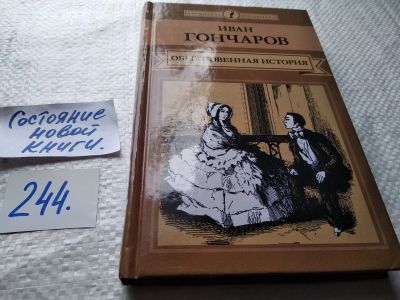 ИВАН
ГОНЧАРОВ
ОБЫКНОВЕННАЯ ИСТОРИЯ
Состояние
новой
книги.
244.